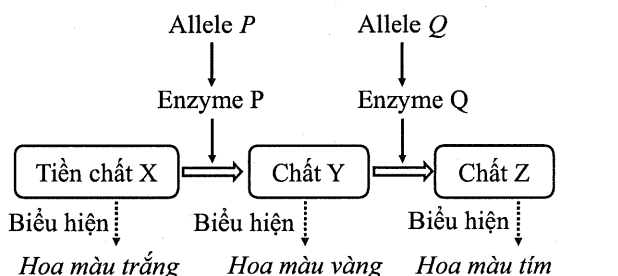 Allele P Allele Q
Enzyme P Enzyme Q
Tiền chất X Chất Y Chất Z
Biểu hiện Biểu hiện Biểu hiện
Hoa màu trắng Hoa màu vàng Hoa màu tím